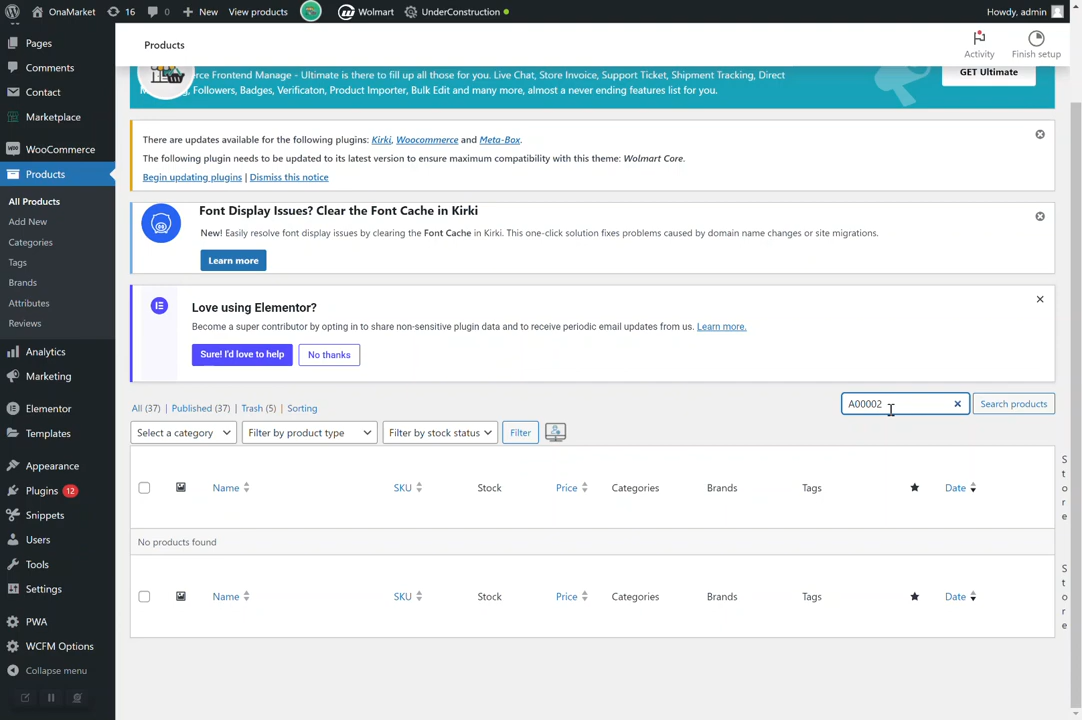 OnaMarket 16 0 New View products Wolmart UnderConstruction Howdy, admin
Pages
Comments
Contact
Marketplace
WooCommerce
Products
All Products
Add New
Categories
Tags
Brands
Attributes
Reviews
Analytics
Marketing
Elementor
Templates
Appearance
Plugins 12
Snippets
Users
Tools
Settings
PWA
WCFM Options
Collapse menu
Products
Activity
Finish setup
rce Frontend Manage - Ultimate is there to fill up all those for you. Live Chat, Store Invoice, Support Ticket, Shipment Tracking, Direct
Followers, Badges, Verificaton, Product Importer, Bulk Edit and many more, almost a never ending features list for you.
GET Ultimate
There are updates available for the following plugins: Kirki, Woocommerce and Meta-Box.
The following plugin needs to be updated to its latest version to ensure maximum compatibility with this theme: Wolmart Core.
Begin updating plugins | Dismiss this notice
Font Display Issues? Clear the Font Cache in Kirki
New! Easily resolve font display issues by clearing the Font Cache in Kirki. This one-click solution fixes problems caused by domain name changes or site migrations.
Learn more
Love using Elementor?
Become a super contributor by opting in to share non-sensitive plugin data and to receive periodic email updates from us. Learn more.
Sure! I'd love to help No thanks
All (37) | Published (37) | Trash (5) | Sorting
A00002 Search products
Select a category Filter by product type Filter by stock status Filter
Name SKU Stock Price Categories Brands Tags Date Store
No products found
Name SKU Stock Price Categories Brands Tags Date Store